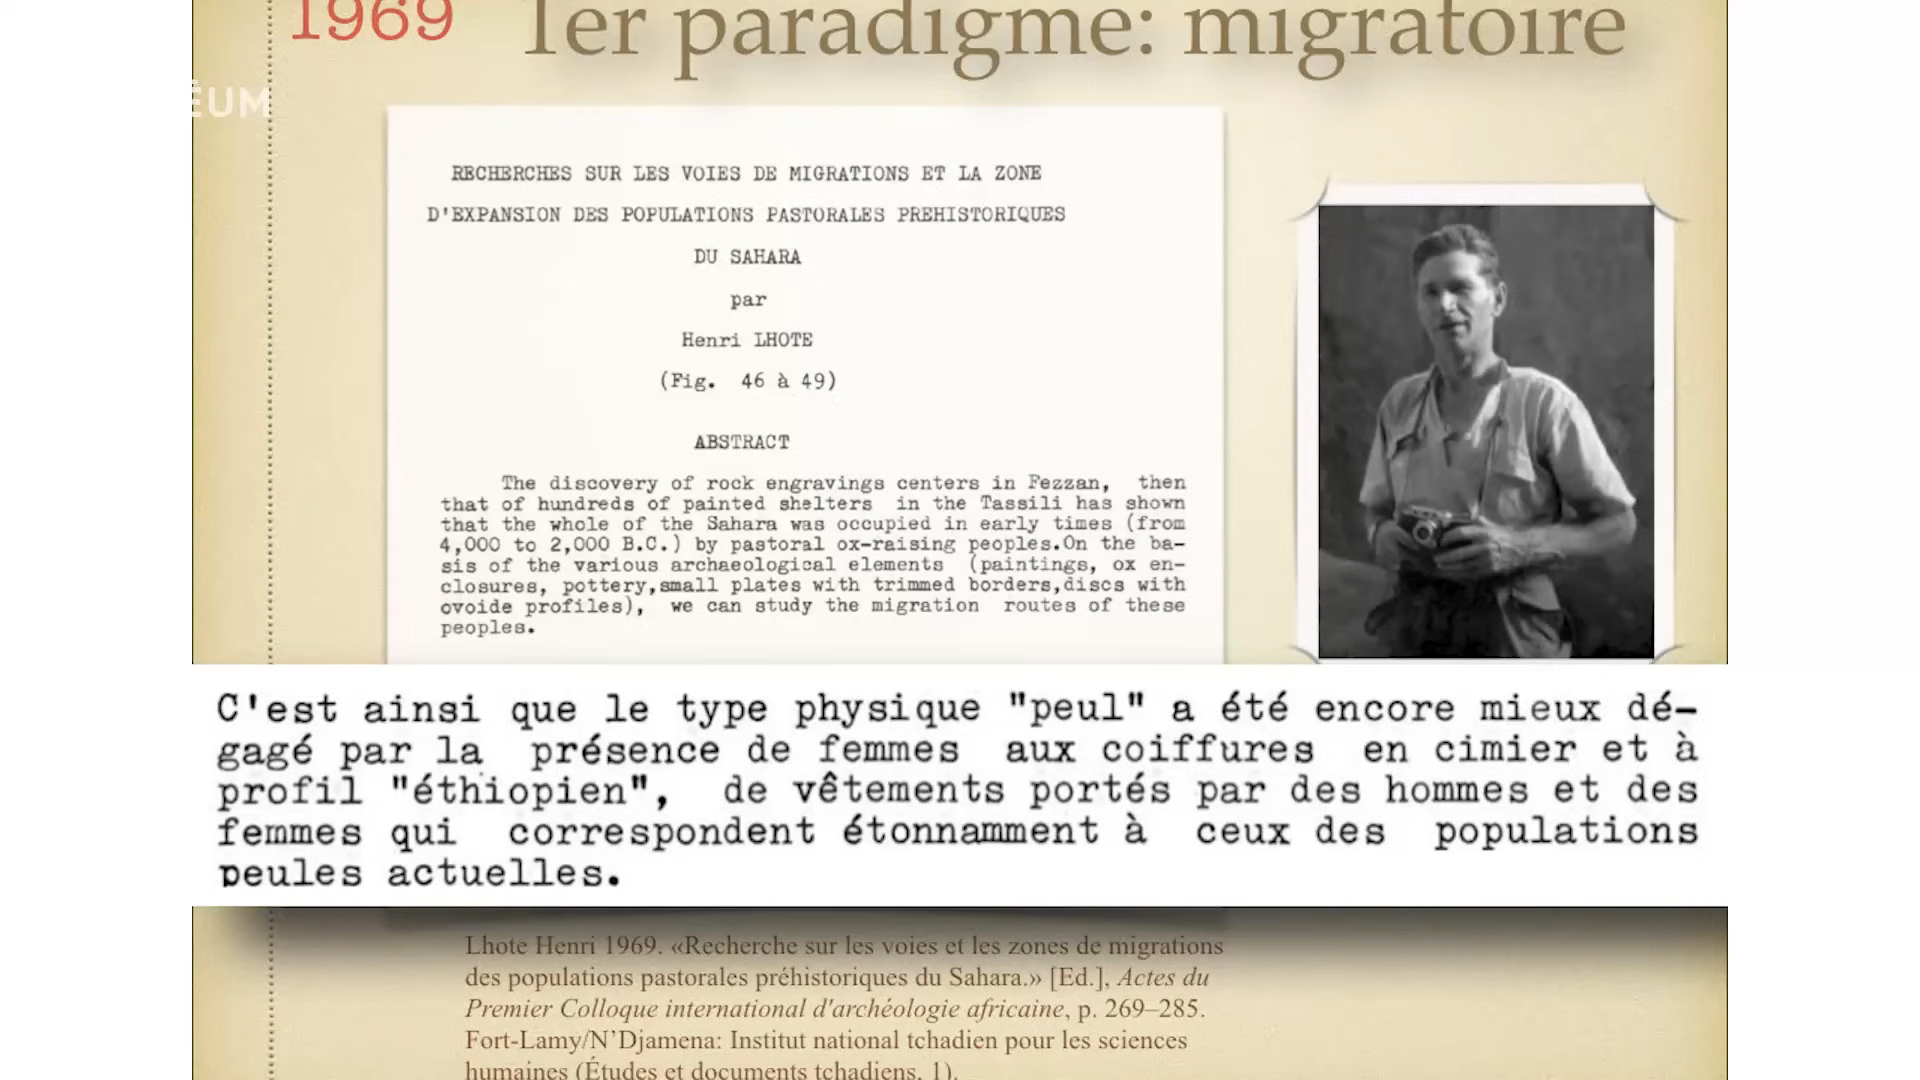 1969
1er paradigme: migratoire
ÉUM
RECHERCHES SUR LES VOIES DE MIGRATIONS ET LA ZONE
D'EXPANSION DES POPULATIONS PASTORALES PREHISTORIQUES
DU SAHARA
par
Henri LHOTE
(Fig. 46 à 49)
ABSTRACT
The discovery of rock engravings centers in Fezzan, then
that of hundreds of painted shelters in the Tassili has shown
that the whole of the Sahara was occupied in early times (from
4,000 to 2,000 B.C.) by pastoral ox-raising peoples.On the ba-
sis of the various archaeological elements (paintings, ox en-
closures, pottery,small plates with trimmed borders,discs with
ovoide profiles), we can study the migration routes of these
peoples.
C'est ainsi que le type physique "peul" a été encore mieux dé-
gagé par la présence de femmes aux coiffures en cimier et à
profil "éthiopien", de vêtements portés par des hommes et des
femmes qui correspondent étonnamment à ceux des populations
peules actuelles.
Lhote Henri 1969. «Recherche sur les voies et les zones de migrations
des populations pastorales préhistoriques du Sahara.» [Ed.], Actes du
Premier Colloque international d'archéologie africaine, p. 269–285.
Fort-Lamy/N’Djamena: Institut national tchadien pour les sciences
humaines (Études et documents tchadiens, 1).